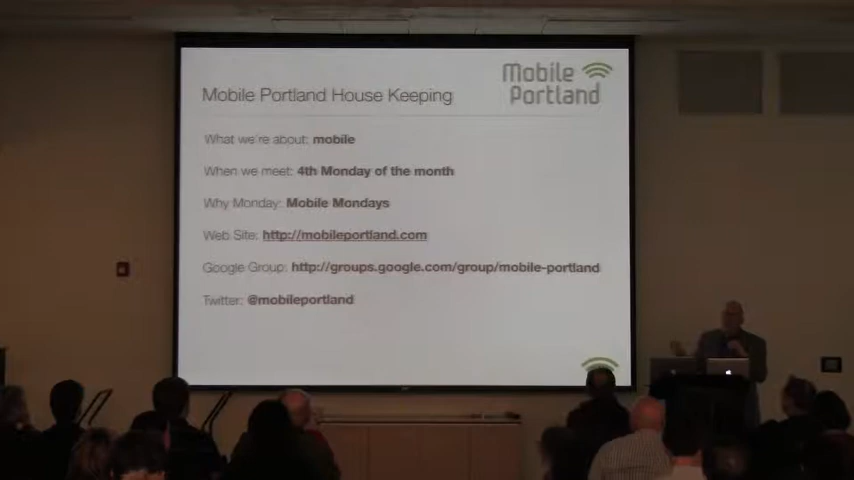 Mobile
Portland
Mobile Portland House Keeping
What we're about: mobile
When we meet: 4th Monday of the month
Why Monday: Mobile Mondays
Web Site: http://mobileportland.com
Google Group: http://groups.google.com/group/mobile-portland
Twitter: @mobileportland